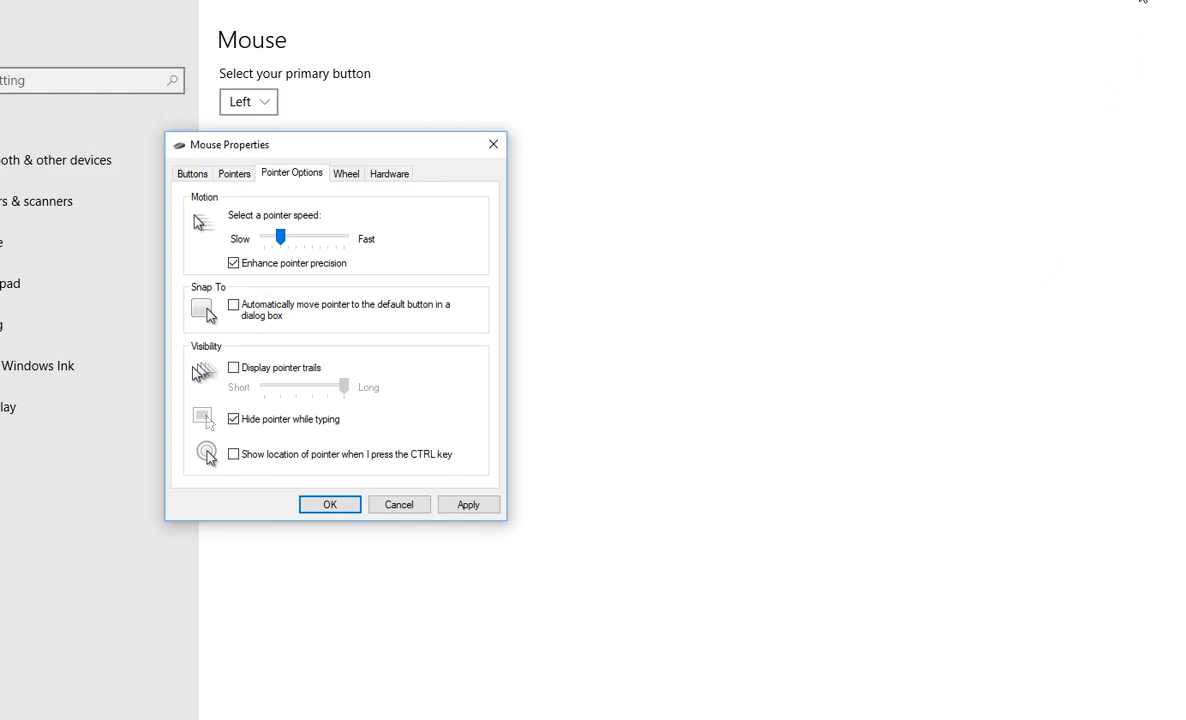 Mouse
tting
Select your primary button
Left
Mouse Properties
oth & other devices
Buttons
Pointers
Pointer Options
Wheel
Hardware
rs & scanners
Motion
Select a pointer speed:
Slow
Fast
e
Enhance pointer precision
pad
Snap To
Automatically move pointer to the default button in a
dialog box
g
Visibility
Windows Ink
Display pointer trails
Short
Long
lay
Hide pointer while typing
Show location of pointer when I press the CTRL key
OK
Cancel
Apply